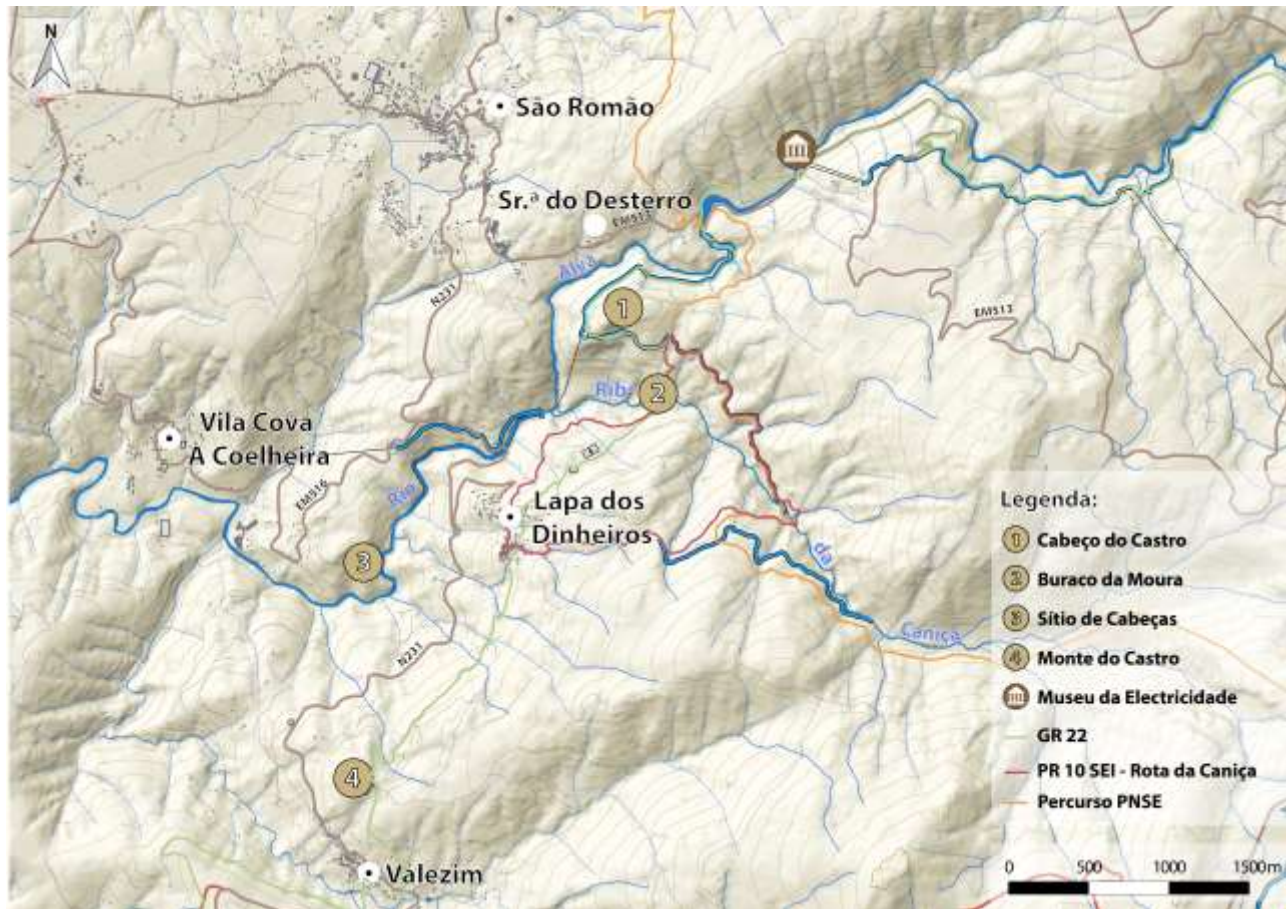 N
São Romão
Sr.ª do Desterro
EM513
Alva
N231
1
EM513
Rib.
2
Vila Cova
À Coelheira
EM516
Rio
Lapa dos
Dinheiros
3
da
Caniça
N231
4
Valezim
Legenda:
1 Cabeço do Castro
2 Buraco da Moura
3 Sítio de Cabeças
4 Monte do Castro
Museu da Electricidade
GR 22
PR 10 SEI - Rota da Caniça
Percurso PNSE
0 500 1000 1500m